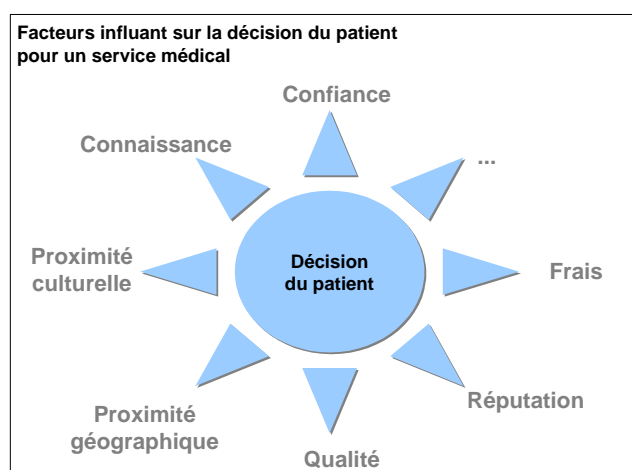 Facteurs influant sur la décision du patient
pour un service médical
Confiance
Connaissance
...
Proximité
culturelle
Décision
du patient
Frais
Proximité
géographique
Réputation
Qualité